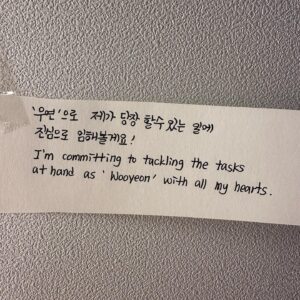 '우연'으로 제가 당장 할 수 있는 일에
진심으로 임해볼게요!
I'm committing to tackling the tasks
at hand as 'Wooyeon' with all my hearts.